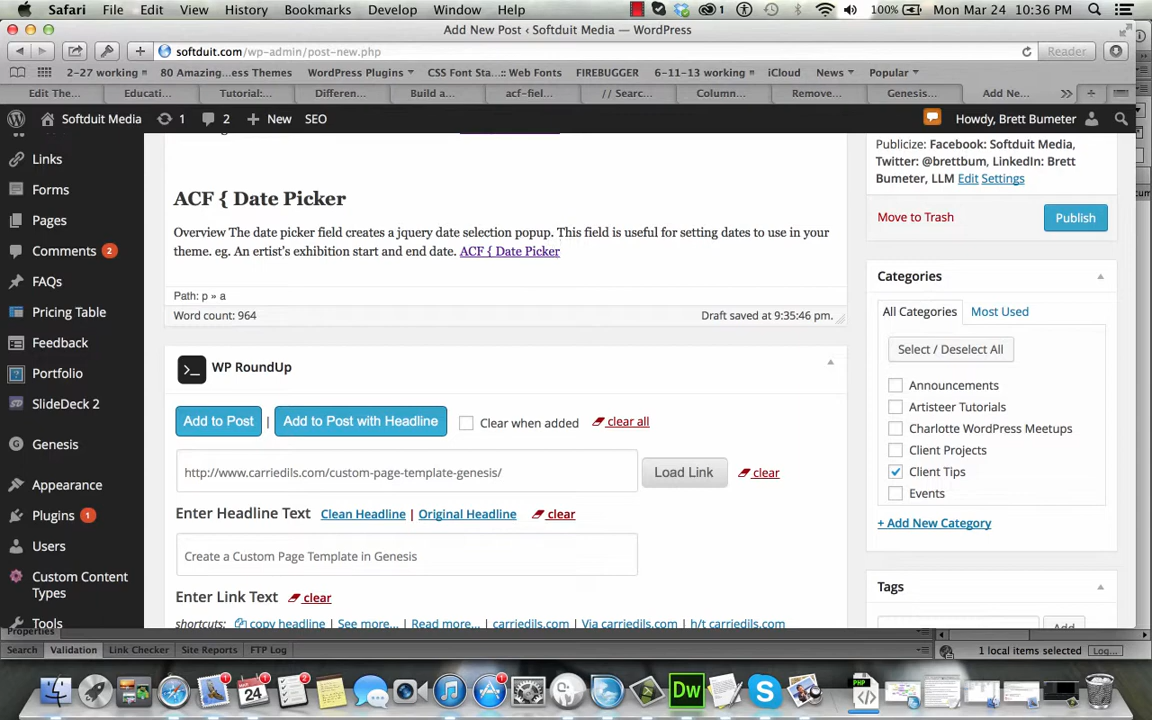 Safari File Edit View History Bookmarks Develop Window Help 1 100% Mon Mar 24 10:36 PM
Add New Post ‹ Softduit Media — WordPress
softduit.com/wp-admin/post-new.php Reader
2-27 working 80 Amazing...ess Themes WordPress Plugins CSS Font Sta...:: Web Fonts FIREBUGGER 6-11-13 working iCloud News Popular
Edit The... Educati... Tutorial:... Differen... Build a... acf-fiel... // Searc... Column... Remove... Genesis... Add Ne...
Softduit Media 1 2 New SEO Howdy, Brett Bumeter
Links
Forms
Pages
Comments 2
FAQs
Pricing Table
Feedback
Portfolio
SlideDeck 2
Genesis
Appearance
Plugins 1
Users
Custom Content
Types
Tools
ACF { Date Picker
Overview The date picker field creates a jquery date selection popup. This field is useful for setting dates to use in your
theme. eg. An ertist's exhibition start and end date. ACF { Date Picker
Path: p » a
Word count: 964 Draft saved at 9:35:46 pm.
WP RoundUp
Add to Post | Add to Post with Headline Clear when added clear all
http://www.carriedils.com/custom-page-template-genesis/ Load Link clear
Enter Headline Text Clean Headline | Original Headline clear
Create a Custom Page Template in Genesis
Enter Link Text clear
shortcuts: copy headline | See more... | Read more... | carriedils.com | Via carriedils.com | h/t carriedils.com
Publicize: Facebook: Softduit Media,
Twitter: @brettbum, LinkedIn: Brett
Bumeter, LLM Edit Settings
Move to Trash Publish
Categories
All Categories Most Used
Select / Deselect All
Announcements
Artisteer Tutorials
Charlotte WordPress Meetups
Client Projects
Client Tips
Events
+ Add New Category
Tags
Add
Properties
Search Validation Link Checker Site Reports FTP Log 1 local items selected Log...
1 24 2 1 Dw PHP